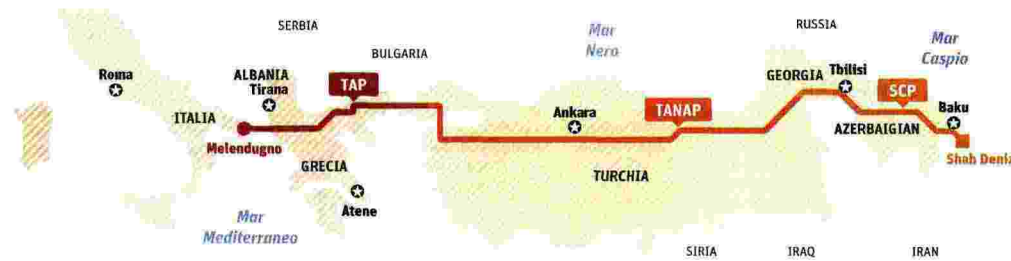 SERBIA
RUSSIA
Mar
Nero
Mar
Caspio
BULGARIA
Roma
ALBANIA
Tirana
TAP
GEORGIA
Tbilisi
SCP
Ankara
TANAP
Baku
ITALIA
AZERBAIGIAN
Melendugno
Shah Deniz
GRECIA
TURCHIA
Atene
Mar
Mediterraneo
SIRIA
IRAQ
IRAN